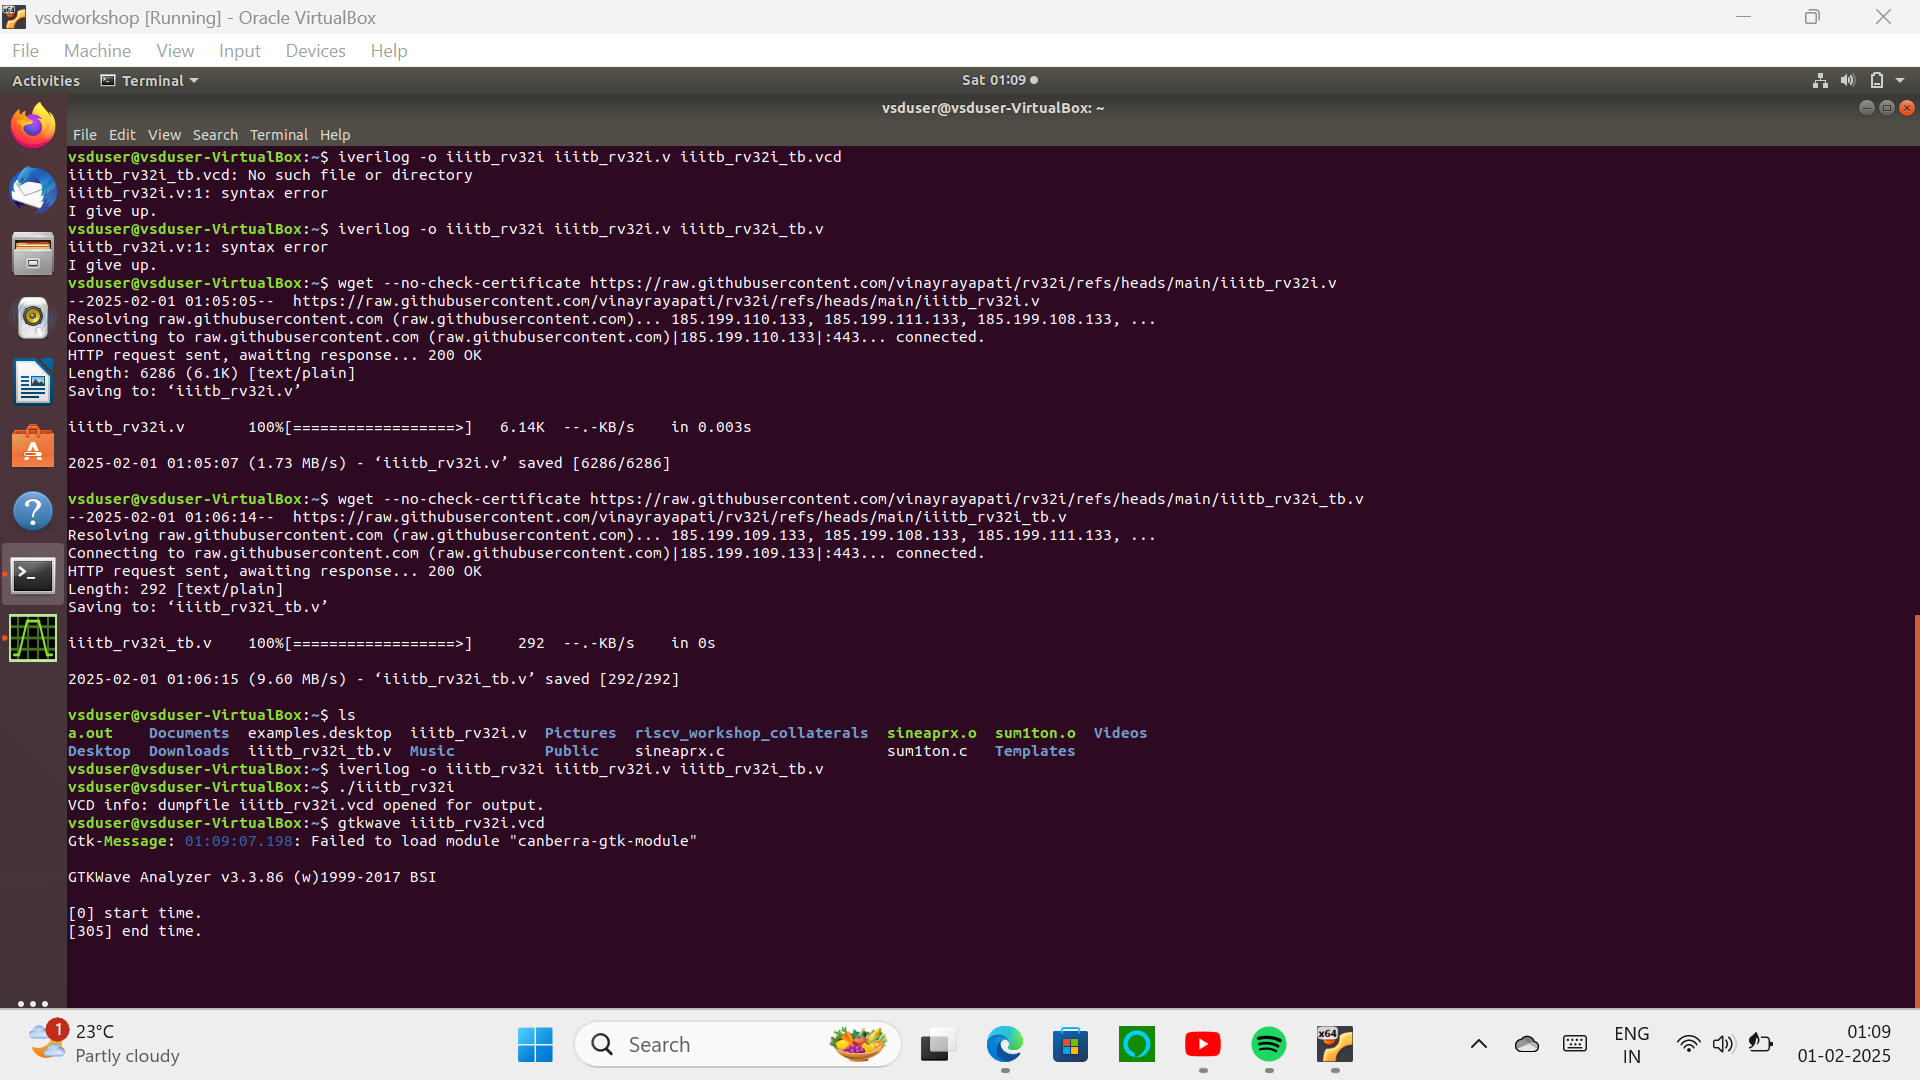 vsdworkshop [Running] - Oracle VirtualBox
File Machine View Input Devices Help
Activities Terminal Sat 01:09
vsduser@vsduser-VirtualBox: ~
File Edit View Search Terminal Help
vsduser@vsduser-VirtualBox:~$ iverilog -o iiitb_rv32i iiitb_rv32i.v iiitb_rv32i_tb.vcd
iiitb_rv32i_tb.vcd: No such file or directory
iiitb_rv32i.v:1: syntax error
I give up.
vsduser@vsduser-VirtualBox:~$ iverilog -o iiitb_rv32i iiitb_rv32i.v iiitb_rv32i_tb.v
iiitb_rv32i.v:1: syntax error
I give up.
vsduser@vsduser-VirtualBox:~$ wget --no-check-certificate https://raw.githubusercontent.com/vinayrayapati/rv32i/refs/heads/main/iiitb_rv32i.v
--2025-02-01 01:05:05--  https://raw.githubusercontent.com/vinayrayapati/rv32i/refs/heads/main/iiitb_rv32i.v
Resolving raw.githubusercontent.com (raw.githubusercontent.com)... 185.199.110.133, 185.199.111.133, 185.199.108.133, ...
Connecting to raw.githubusercontent.com (raw.githubusercontent.com)|185.199.110.133|:443... connected.
HTTP request sent, awaiting response... 200 OK
Length: 6286 (6.1K) [text/plain]
Saving to: ‘iiitb_rv32i.v’
iiitb_rv32i.v       100%[==================>]   6.14K  --.-KB/s    in 0.003s
2025-02-01 01:05:07 (1.73 MB/s) - ‘iiitb_rv32i.v’ saved [6286/6286]
vsduser@vsduser-VirtualBox:~$ wget --no-check-certificate https://raw.githubusercontent.com/vinayrayapati/rv32i/refs/heads/main/iiitb_rv32i_tb.v
--2025-02-01 01:06:14--  https://raw.githubusercontent.com/vinayrayapati/rv32i/refs/heads/main/iiitb_rv32i_tb.v
Resolving raw.githubusercontent.com (raw.githubusercontent.com)... 185.199.109.133, 185.199.108.133, 185.199.111.133, ...
Connecting to raw.githubusercontent.com (raw.githubusercontent.com)|185.199.109.133|:443... connected.
HTTP request sent, awaiting response... 200 OK
Length: 292 [text/plain]
Saving to: ‘iiitb_rv32i_tb.v’
iiitb_rv32i_tb.v    100%[==================>]     292  --.-KB/s    in 0s
2025-02-01 01:06:15 (9.60 MB/s) - ‘iiitb_rv32i_tb.v’ saved [292/292]
vsduser@vsduser-VirtualBox:~$ ls
a.out    Documents  examples.desktop  iiitb_rv32i.v  Pictures  riscv_workshop_collaterals  sineaprx.o  sum1ton.o  Videos
Desktop  Downloads  iiitb_rv32i_tb.v  Music          Public    sineaprx.c                  sum1ton.c   Templates
vsduser@vsduser-VirtualBox:~$ iverilog -o iiitb_rv32i iiitb_rv32i.v iiitb_rv32i_tb.v
vsduser@vsduser-VirtualBox:~$ ./iiitb_rv32i
VCD info: dumpfile iiitb_rv32i.vcd opened for output.
vsduser@vsduser-VirtualBox:~$ gtkwave iiitb_rv32i.vcd
Gtk-Message: 01:09:07.198: Failed to load module "canberra-gtk-module"
GTKWave Analyzer v3.3.86 (w)1999-2017 BSI
[0] start time.
[305] end time.
1
23°C
Partly cloudy
Search
x64
ENG
IN
01:09
01-02-2025